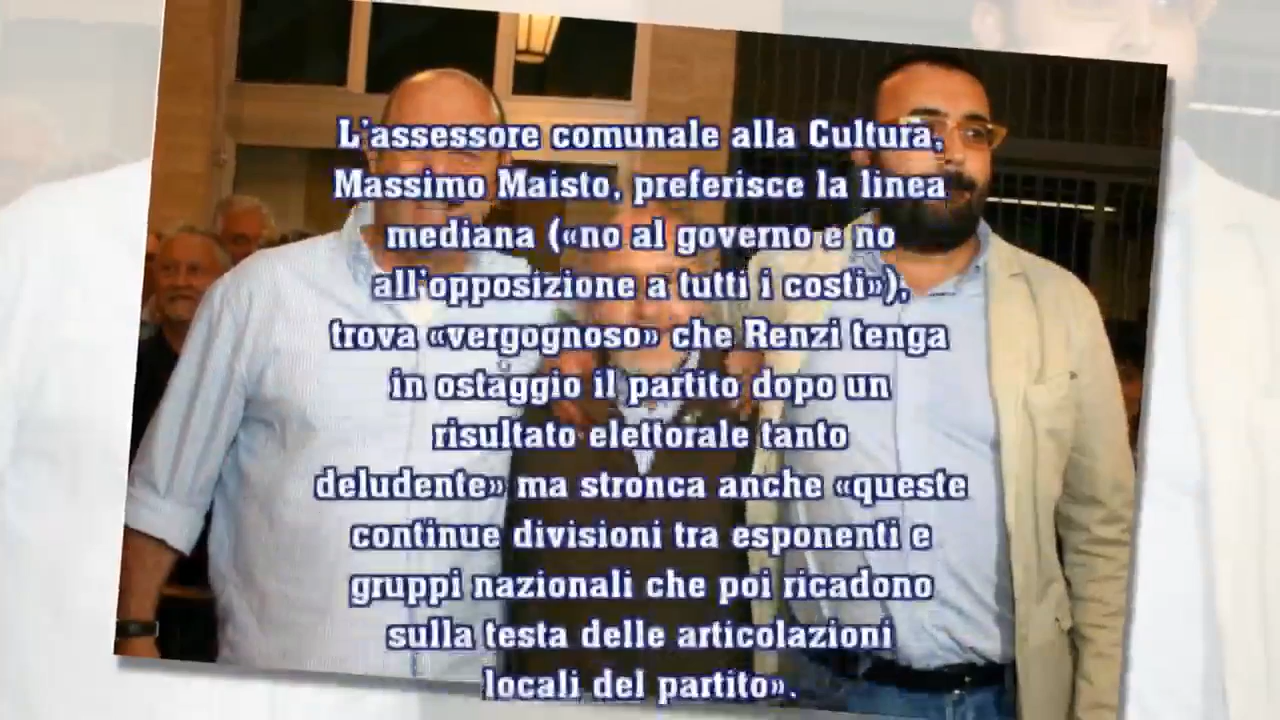 L'assessore comunale alla Cultura,
Massimo Maisto, preferisce la linea
mediana («no al governo e no
all'opposizione a tutti i costi»),
trova «vergognoso» che Renzi tenga
in ostaggio il partito dopo un
risultato elettorale tanto
deludente» ma stronca anche «queste
continue divisioni tra esponenti e
gruppi nazionali che poi ricadono
sulla testa delle articolazioni
locali del partito».